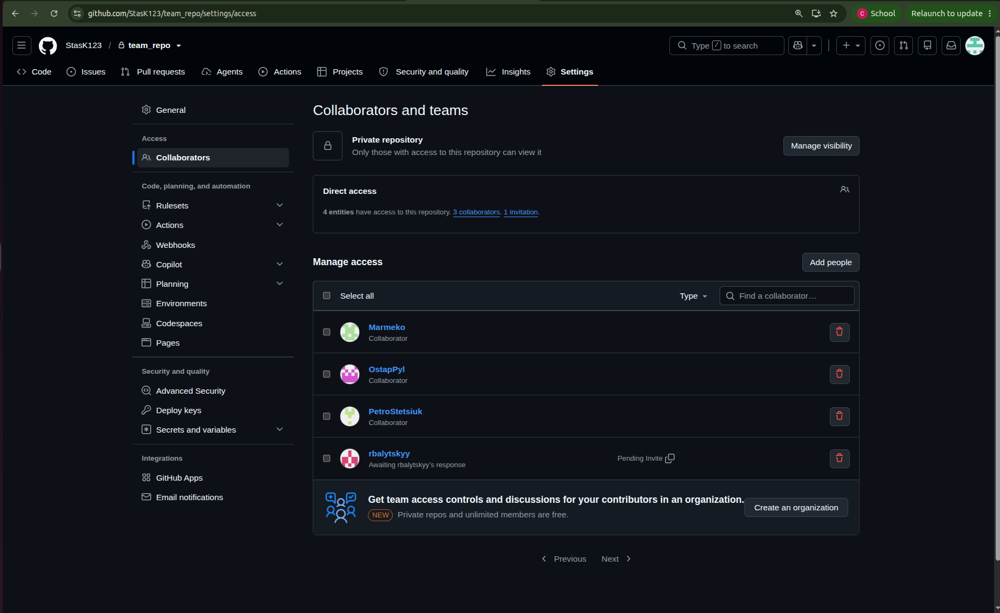 github.com/StasK123/team_repo/settings/access
C School
Relaunch to update
StasK123 / team_repo
Type / to search
Code Issues Pull requests Agents Actions Projects Security and quality Insights Settings
General
Access
Collaborators
Code, planning, and automation
Rulesets
Actions
Webhooks
Copilot
Planning
Environments
Codespaces
Pages
Security and quality
Advanced Security
Deploy keys
Secrets and variables
Integrations
GitHub Apps
Email notifications
Collaborators and teams
Private repository
Only those with access to this repository can view it
Manage visibility
Direct access
4 entities have access to this repository. 3 collaborators. 1 invitation.
Manage access
Add people
Select all
Type
Find a collaborator…
Marmeko
Collaborator
OstapPyl
Collaborator
PetroStetsiuk
Collaborator
rbalytskyy
Awaiting rbalytskyy's response
Pending Invite
Get team access controls and discussions for your contributors in an organization.
NEW Private repos and unlimited members are free.
Create an organization
Previous Next